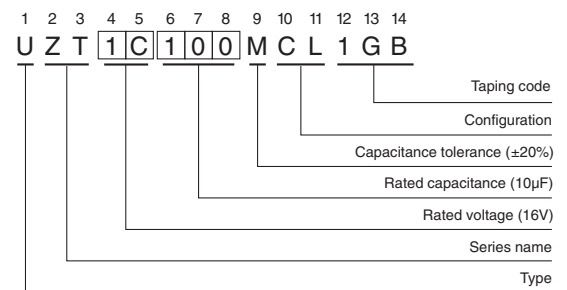 1 2 3 4 5 6 7 8 9 10 11 12 13 14
U Z T 1 C 1 0 0 M C L 1 G B
Taping code
Configuration
Capacitance tolerance (±20%)
Rated capacitance (10µF)
Rated voltage (16V)
Series name
Type